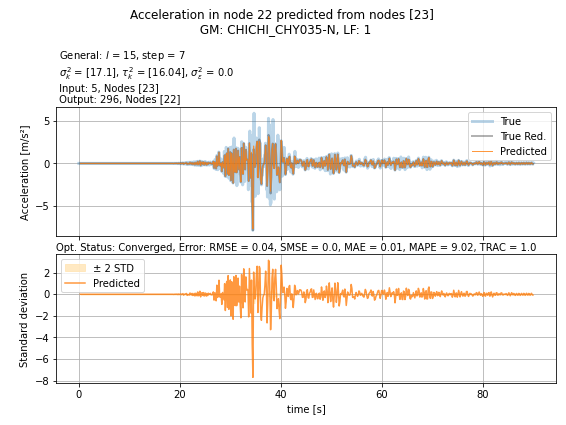 Acceleration in node 22 predicted from nodes [23]
GM: CHICHI_CHY035-N, LF: 1
General: l = 15, step = 7
σ²ₖ = [17.1], τ²ₖ = [16.04], σ²ε = 0.0
Input: 5, Nodes [23]
Output: 296, Nodes [22]
Acceleration [m/s²]
5
0
−5
True
True Red.
Predicted
Opt. Status: Converged, Error: RMSE = 0.04, SMSE = 0.0, MAE = 0.01, MAPE = 9.02, TRAC = 1.0
Standard deviation
2
0
−2
−4
−6
−8
± 2 STD
Predicted
0 20 40 60 80
time [s]